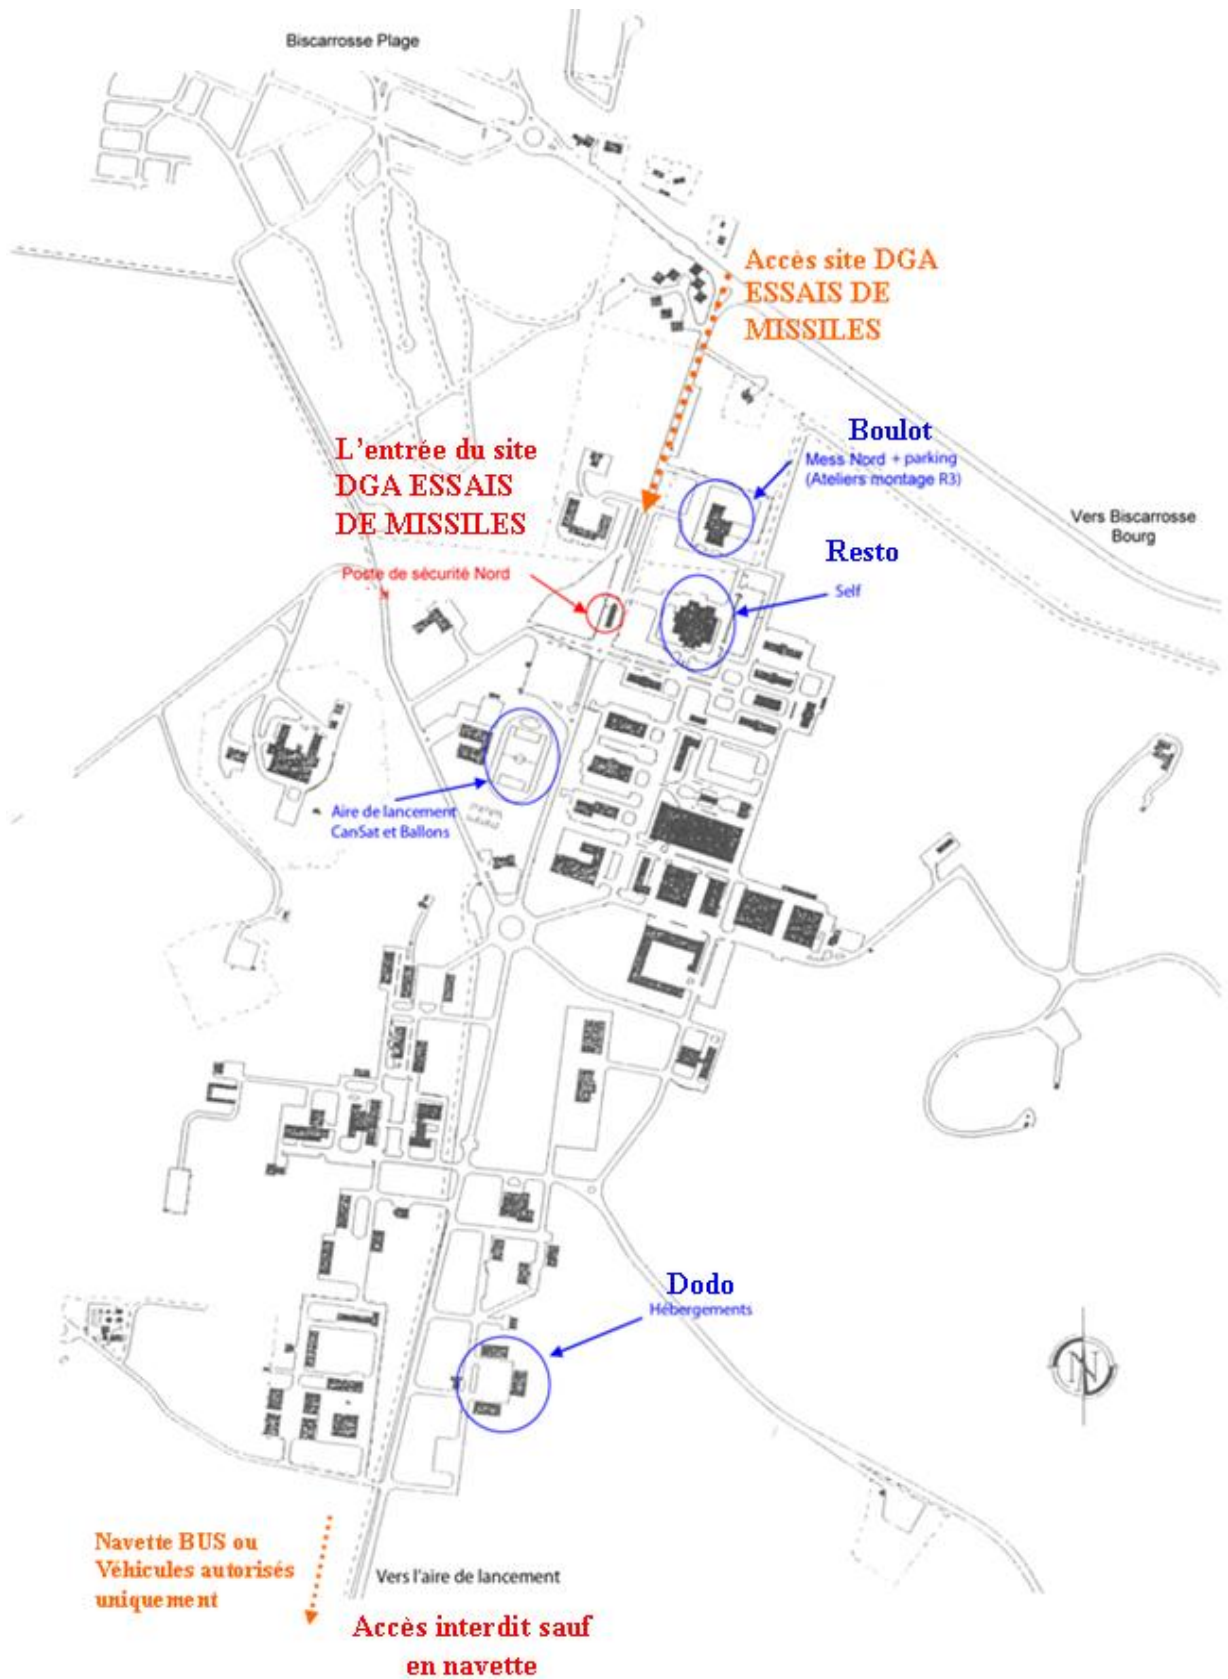 Biscarrosse Plage
Accès site DGA
ESSAIS DE
MISSILES
L'entrée du site
DGA ESSAIS
DE MISSILES
Boulot
Mess Nord + parking
(Ateliers montage R3)
Vers Biscarrosse
Bourg
Resto
Self
Poste de sécurité Nord
Aire de lancement
CanSat et Ballons
Dodo
Hébergements
N
Navette BUS ou
Véhicules autorisés
uniquement
Vers l'aire de lancement
Accès interdit sauf
en navette